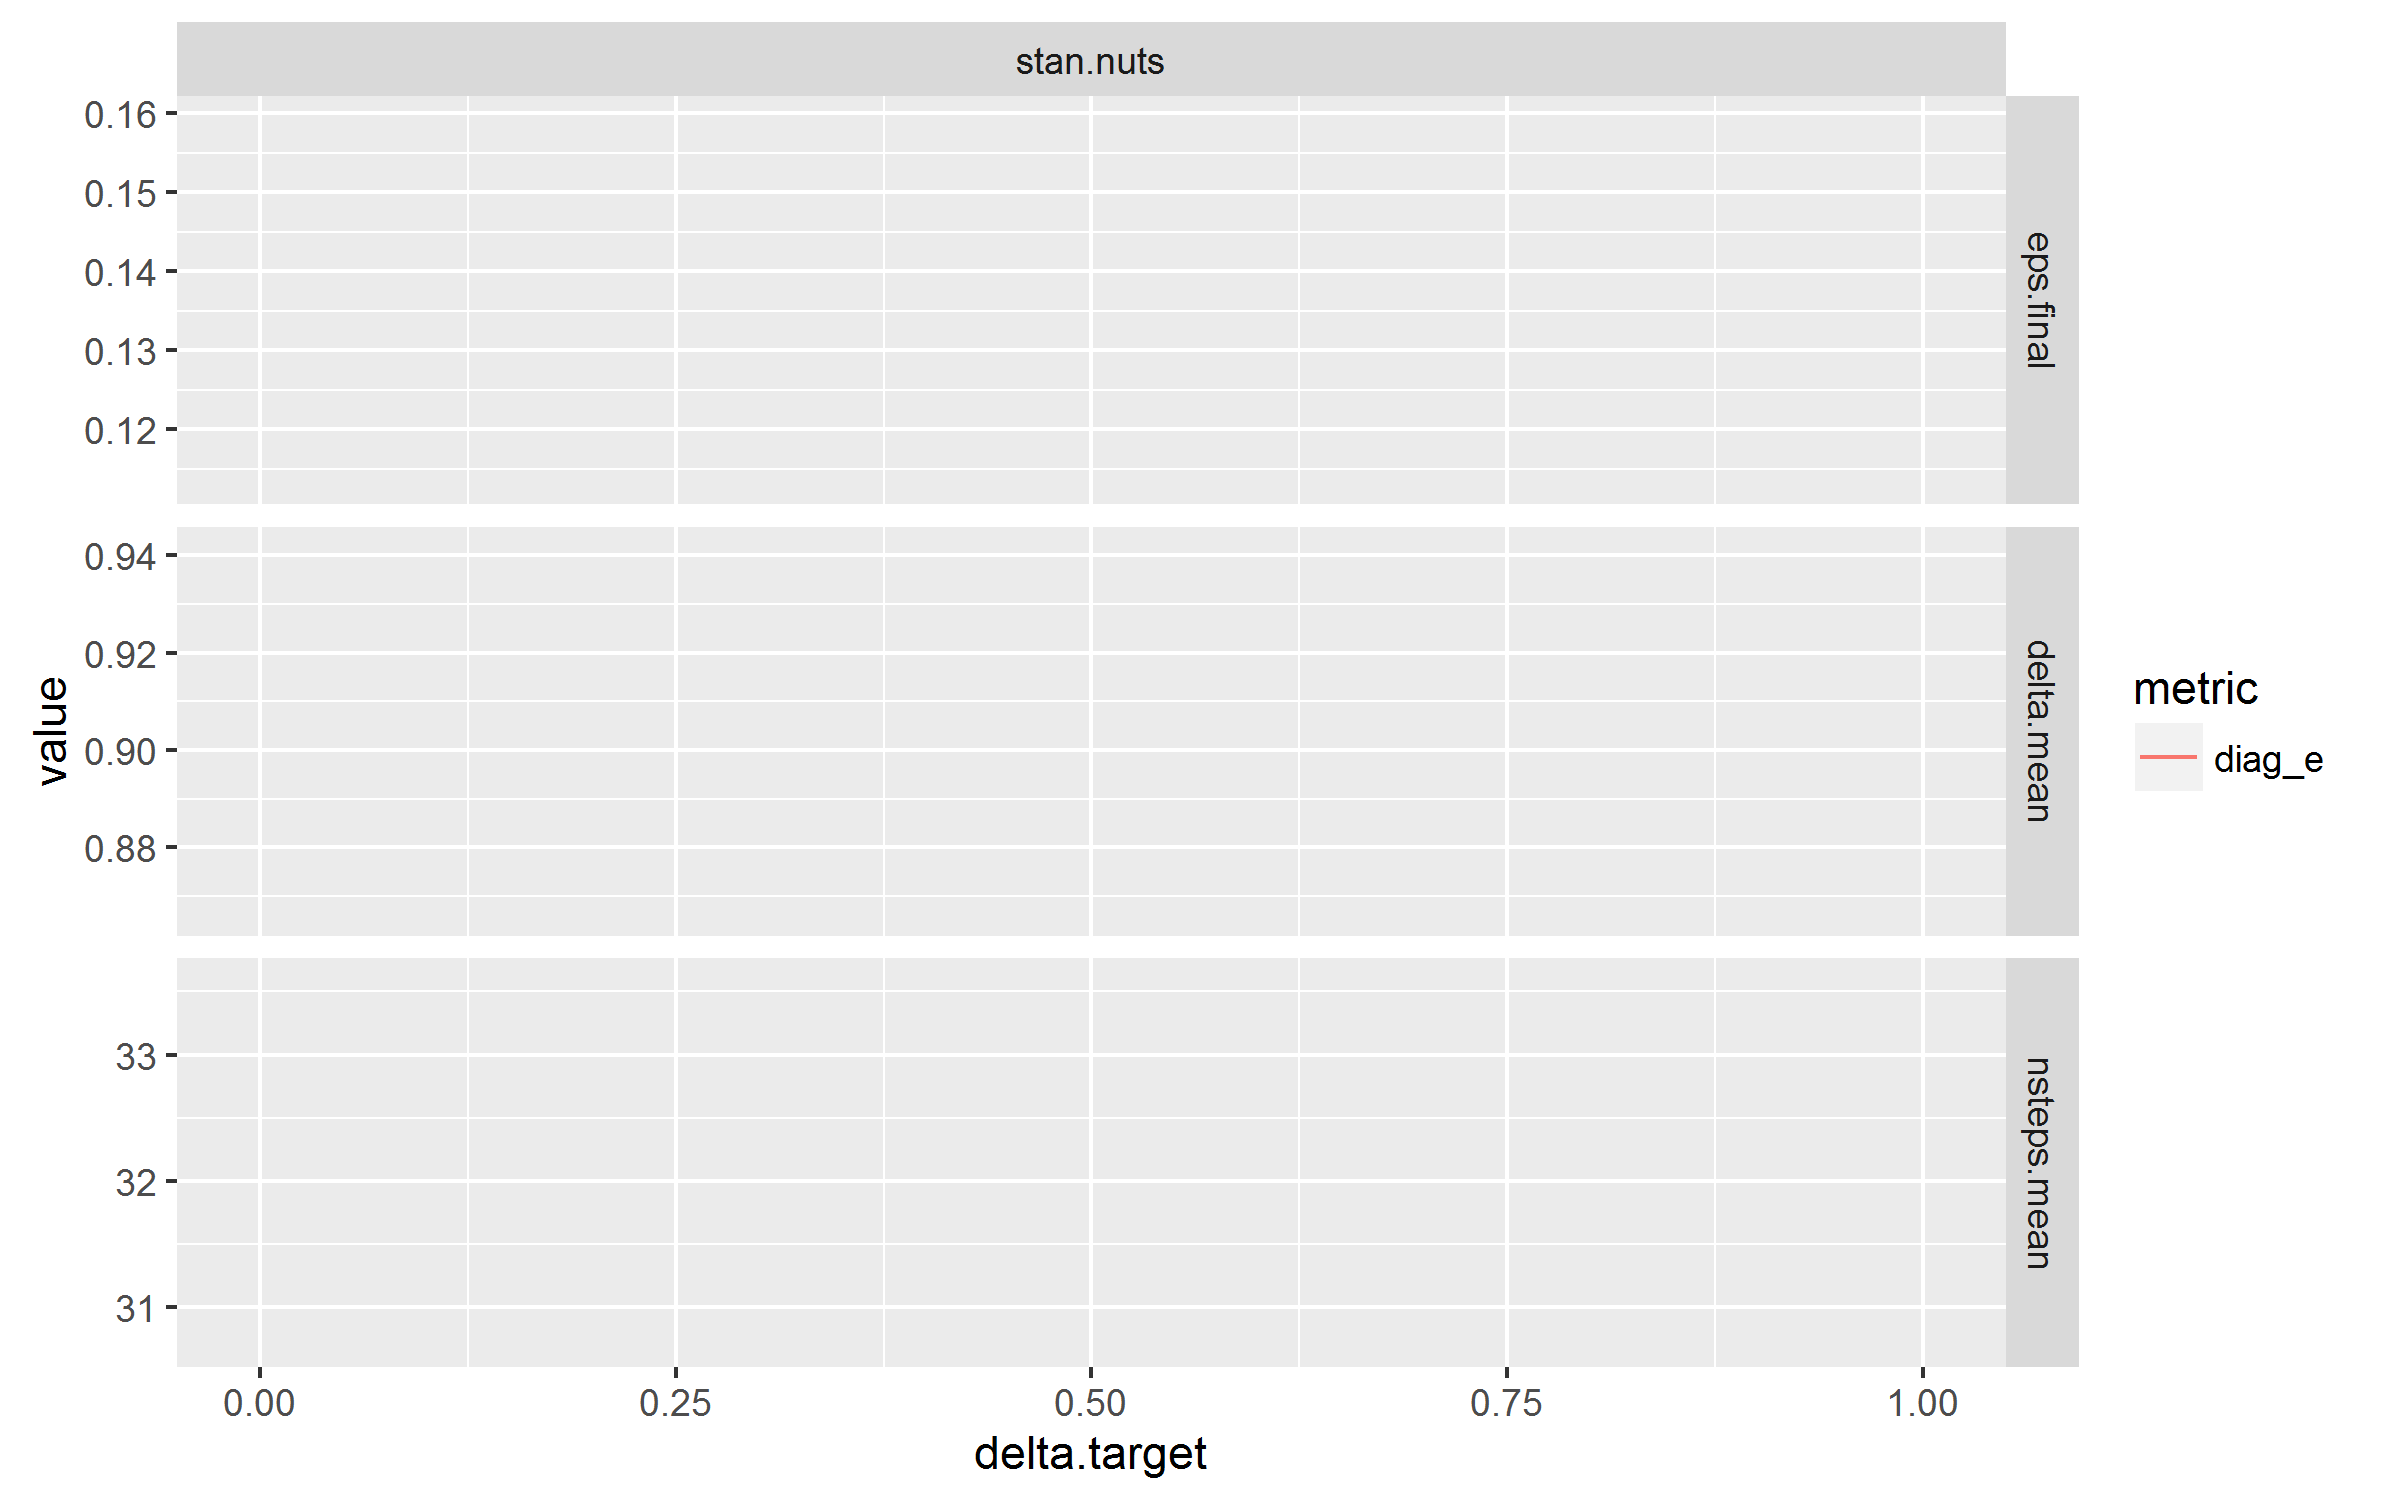 stan.nuts
0.16
0.15
0.14
0.13
0.12
eps.final
0.94
0.92
0.90
0.88
delta.mean
33
32
31
nsteps.mean
value
0.00 0.25 0.50 0.75 1.00
delta.target
metric
diag_e